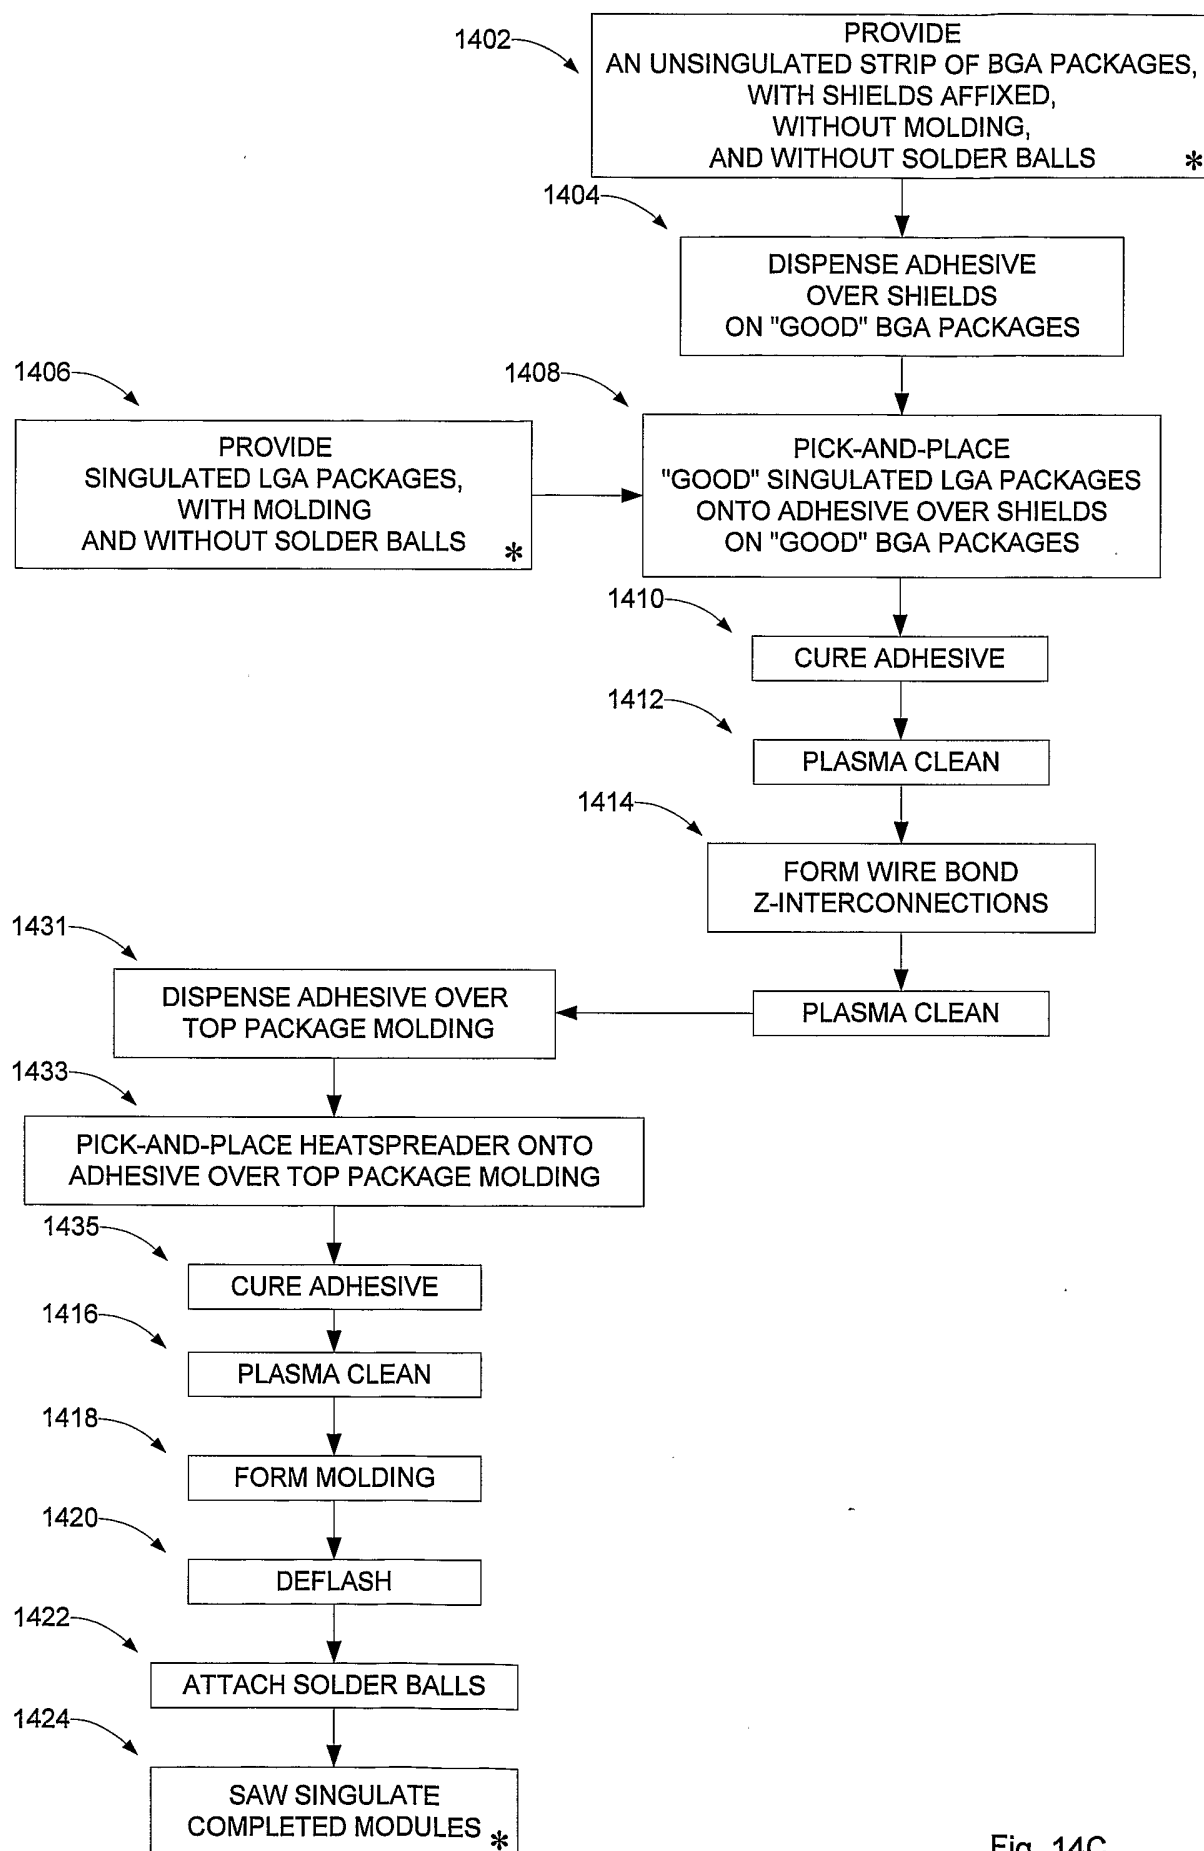 1402
PROVIDE
AN UNSINGULATED STRIP OF BGA PACKAGES,
WITH SHIELDS AFFIXED,
WITHOUT MOLDING,
AND WITHOUT SOLDER BALLS *
1404
DISPENSE ADHESIVE
OVER SHIELDS
ON "GOOD" BGA PACKAGES
1406
PROVIDE
SINGULATED LGA PACKAGES,
WITH MOLDING
AND WITHOUT SOLDER BALLS *
1408
PICK-AND-PLACE
"GOOD" SINGULATED LGA PACKAGES
ONTO ADHESIVE OVER SHIELDS
ON "GOOD" BGA PACKAGES
1410
CURE ADHESIVE
1412
PLASMA CLEAN
1414
FORM WIRE BOND
Z-INTERCONNECTIONS
PLASMA CLEAN
1431
DISPENSE ADHESIVE OVER
TOP PACKAGE MOLDING
1433
PICK-AND-PLACE HEATSPREADER ONTO
ADHESIVE OVER TOP PACKAGE MOLDING
1435
CURE ADHESIVE
1416
PLASMA CLEAN
1418
FORM MOLDING
1420
DEFLASH
1422
ATTACH SOLDER BALLS
1424
SAW SINGULATE
COMPLETED MODULES *
Fig. 14C